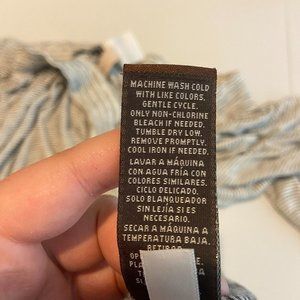 MACHINE WASH COLD
WITH LIKE COLORS.
GENTLE CYCLE.
ONLY NON-CHLORINE
BLEACH IF NEEDED.
TUMBLE DRY LOW.
REMOVE PROMPTLY.
COOL IRON IF NEEDED.
LAVAR A MÁQUINA
CON AGUA FRÍA CON
COLORES SIMILARES.
CICLO DELICADO.
SOLO BLANQUEADOR
SIN LEJÍA SI ES
NECESARIO.
SECAR A MÁQUINA A
TEMPERATURA BAJA.